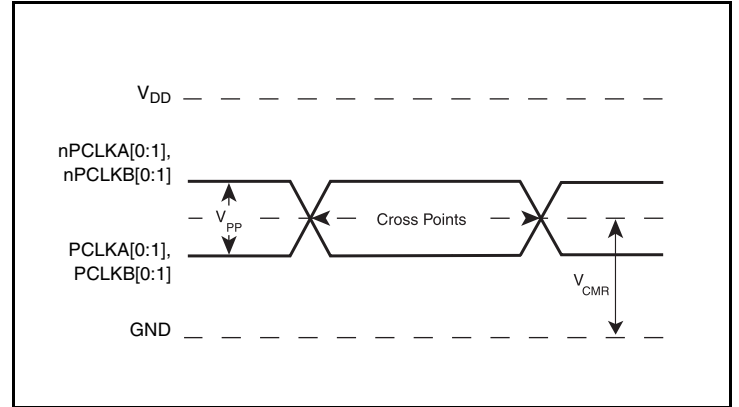 VDD
nPCLKA[0:1],
nPCLKB[0:1]
VPP
Cross Points
PCLKA[0:1],
PCLKB[0:1]
VCMR
GND